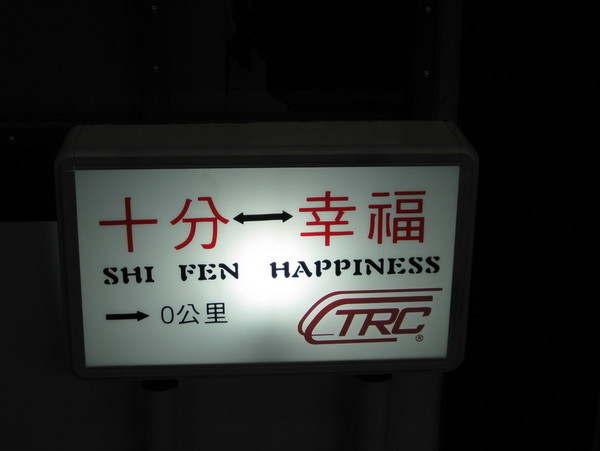 十分 ↔ 幸福
SHI FEN HAPPINESS
→ 0公里
TRC®